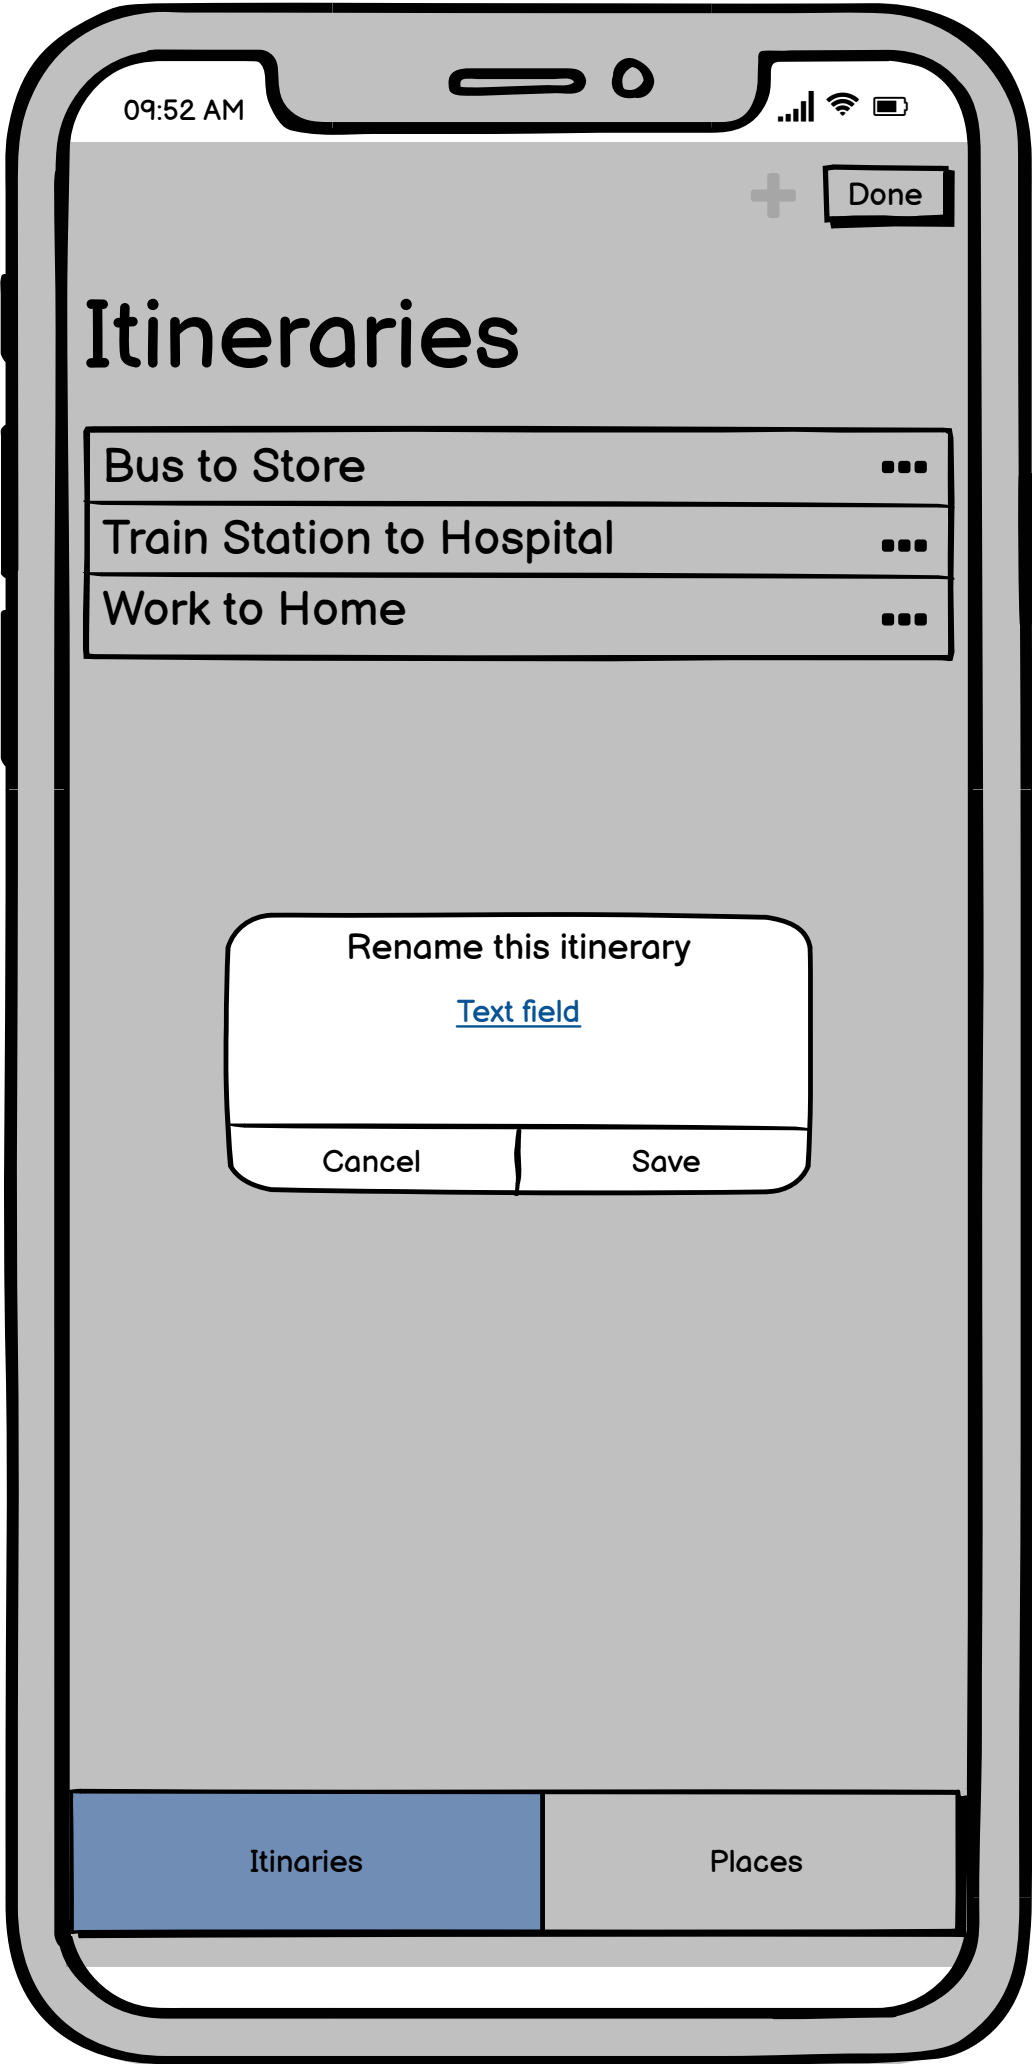 09:52 AM
Done
Itineraries
Bus to Store
Train Station to Hospital
Work to Home
Rename this itinerary
Text field
Cancel
Save
Itinaries
Places